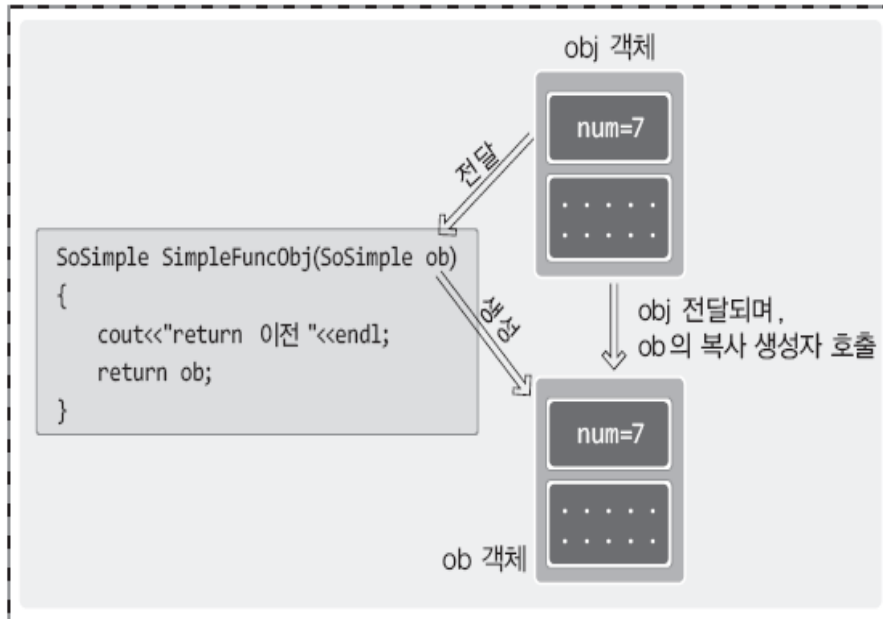 obj 객체
num=7
전달
SoSimple SimpleFuncObj(SoSimple ob)
{
cout<<"return 이전 "<<endl;
return ob;
}
생성
obj 전달되며,
ob의 복사 생성자 호출
num=7
ob 객체